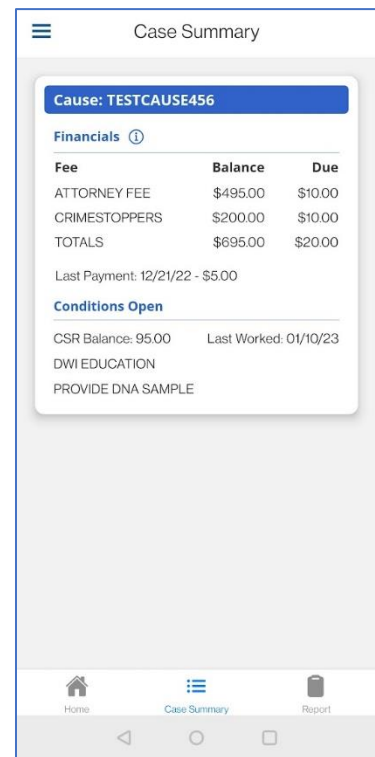 Case Summary
Cause: TESTCAUSE456
Financials
Fee Balance Due
ATTORNEY FEE $495.00 $10.00
CRIMESTOPPERS $200.00 $10.00
TOTALS $695.00 $20.00
Last Payment: 12/21/22 - $5.00
Conditions Open
CSR Balance: 95.00 Last Worked: 01/10/23
DWI EDUCATION
PROVIDE DNA SAMPLE
Home Case Summary Report